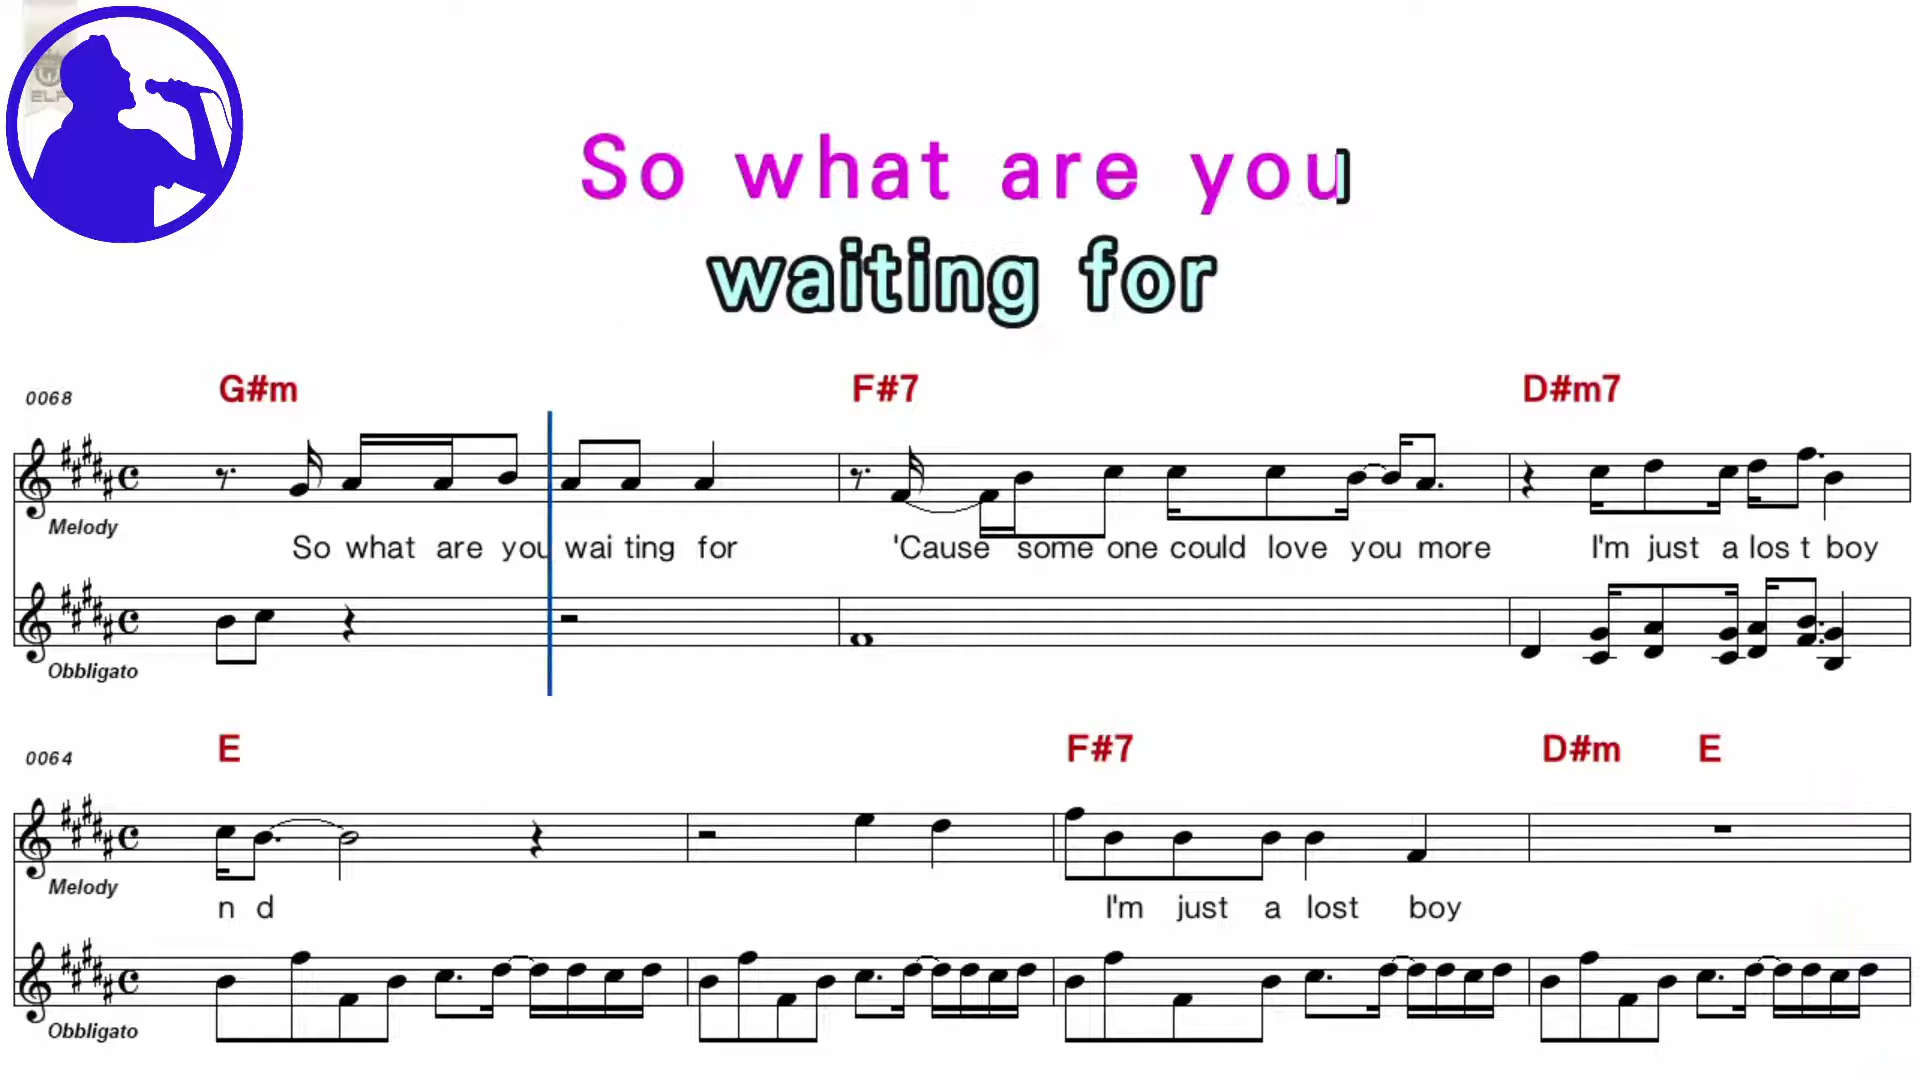 ELF
So what are you
waiting for
0068 G#m F#7 D#m7
Melody
So what are you wai ting for 'Cause some one could love you more I'm just a los t boy
Obbligato
0064 E F#7 D#m E
Melody
n d I'm just a lost boy
Obbligato